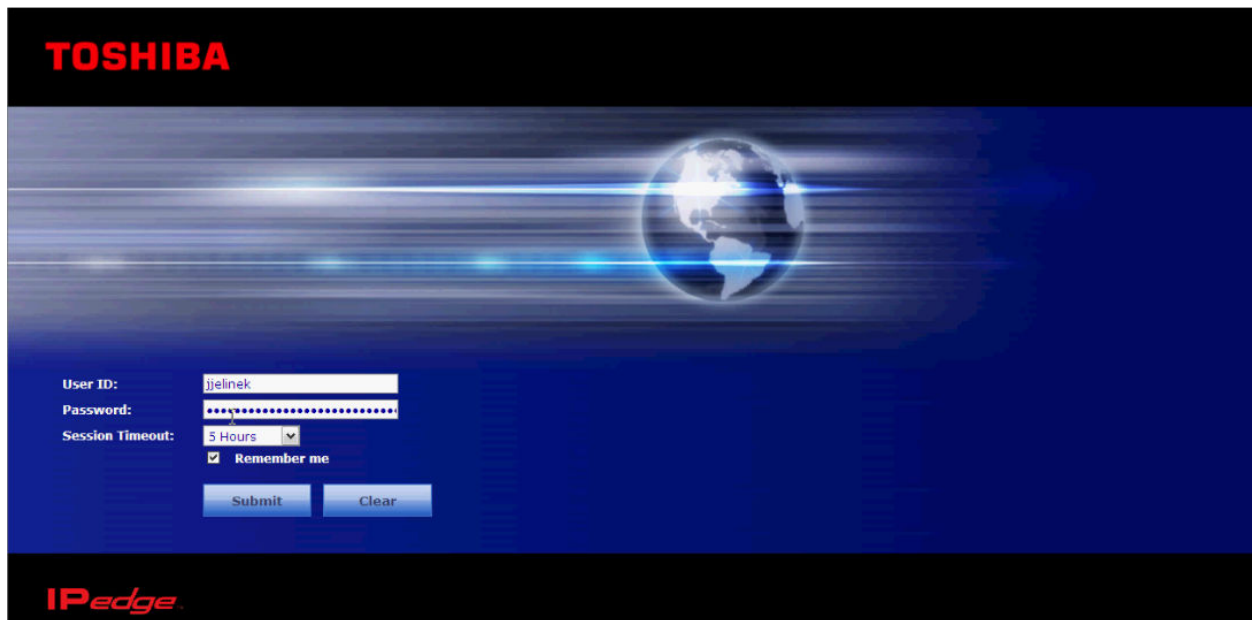 TOSHIBA
User ID: jjelinek
Password: ••••••••••••••••••••••••••••
Session Timeout: 5 Hours
Remember me
Submit Clear
IPedge